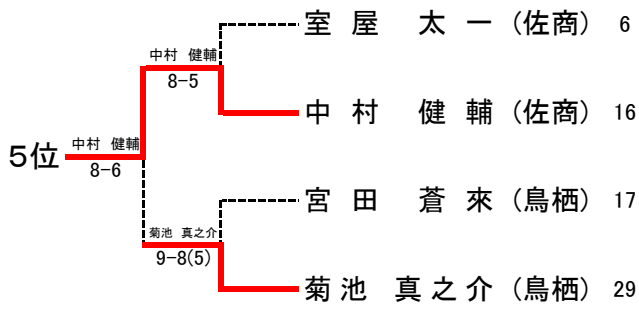 室屋 太一 (佐商) 6
中村 健輔
8-5
中村 健輔 (佐商) 16
5位
中村 健輔
8-6
宮田 蒼來 (鳥栖) 17
菊池 真之介
9-8(5)
菊池 真之介 (鳥栖) 29